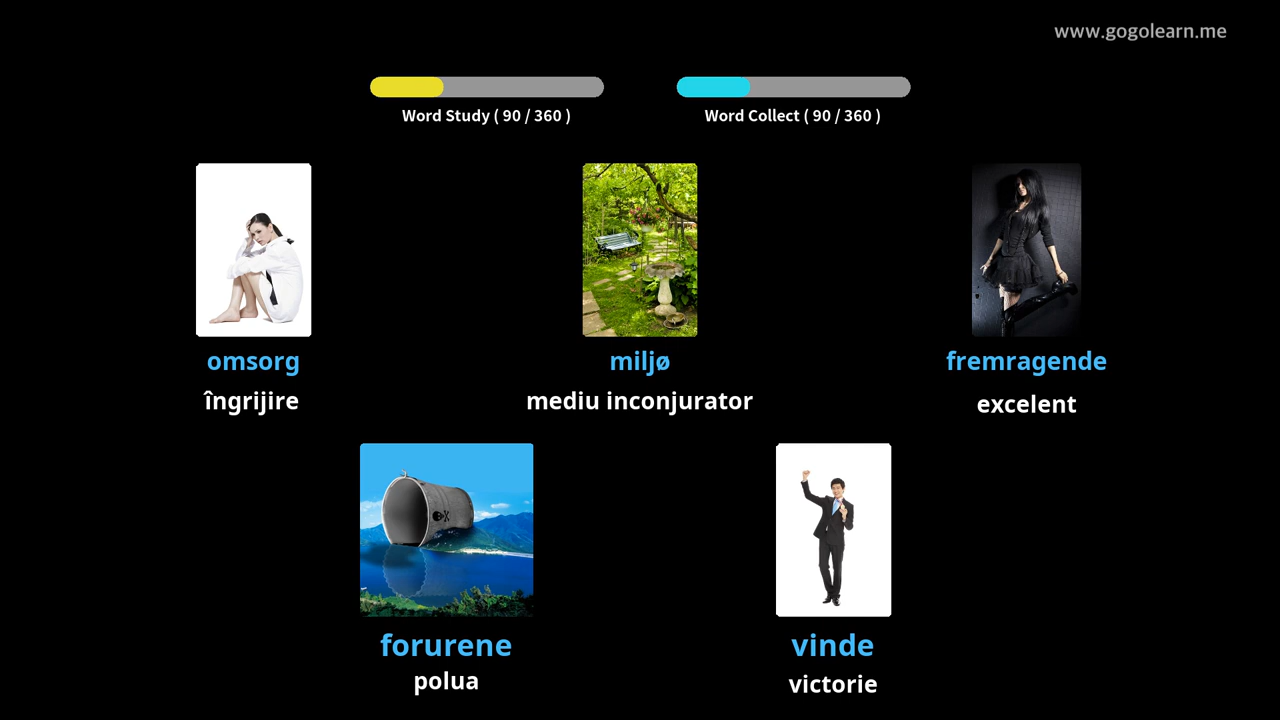 www.gogolearn.me
Word Study ( 90 / 360 )
Word Collect ( 90 / 360 )
omsorg
îngrijire
miljø
mediu inconjurator
fremragende
excelent
forurene
polua
vinde
victorie